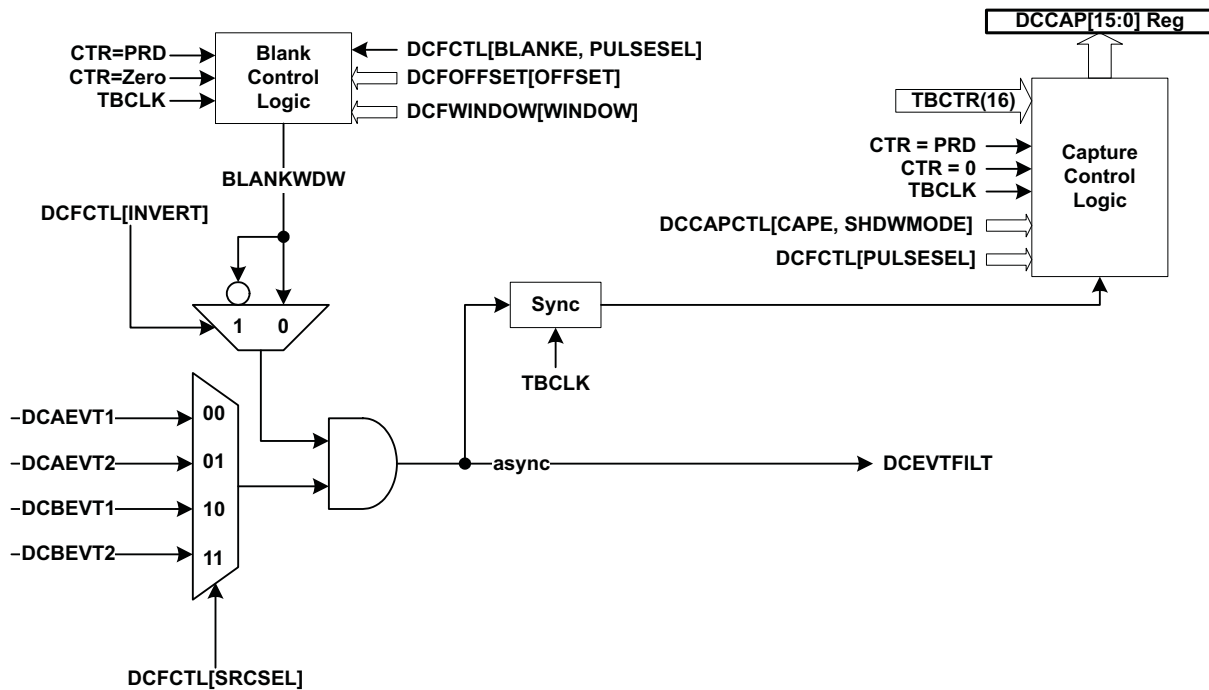 DCCAP[15:0] Reg
CTR=PRD
CTR=Zero
TBCLK
Blank
Control
Logic
DCFCTL[BLANKE, PULSESEL]
DCFOFFSET[OFFSET]
DCFWINDOW[WINDOW]
TBCTR(16)
CTR = PRD
CTR = 0
TBCLK
DCCAPCTL[CAPE, SHDWMODE]
DCFCTL[PULSESEL]
Capture
Control
Logic
BLANKWDW
DCFCTL[INVERT]
1 0
Sync
TBCLK
–DCAEVT1
–DCAEVT2
–DCBEVT1
–DCBEVT2
00
01
10
11
async
DCEVTFILT
DCFCTL[SRCSEL]